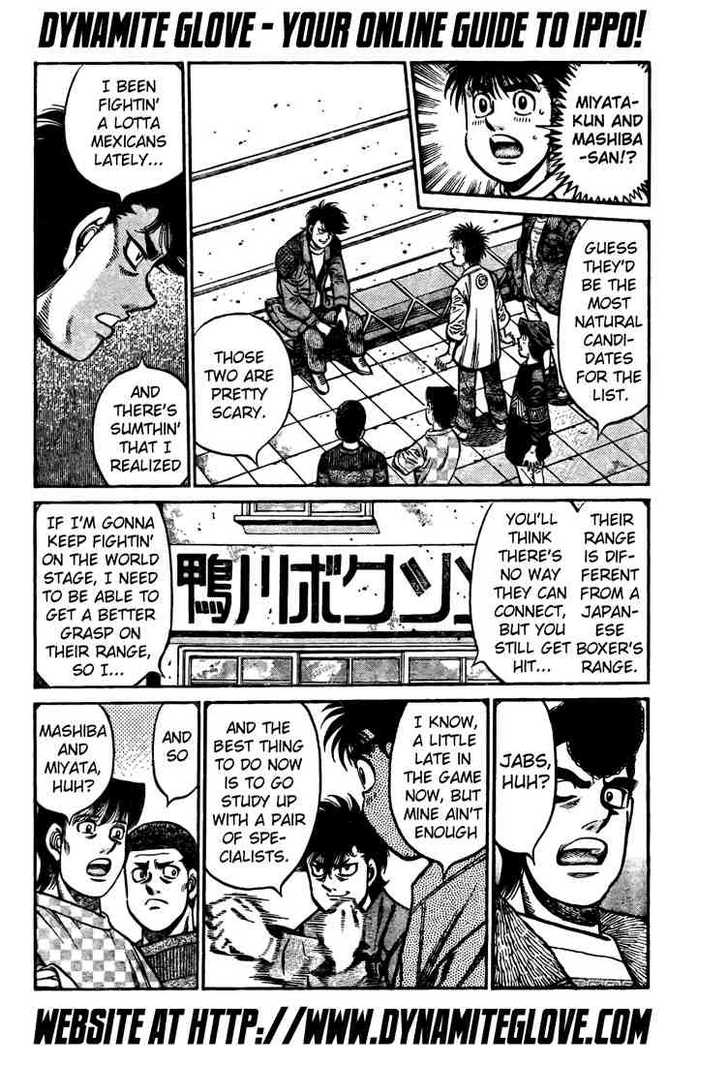 DYNAMITE GLOVE - YOUR ONLINE GUIDE TO IPPO!
MIYATA-
KUN AND
MASHIBA
-SAN!?
GUESS
THEY'D
BE THE
MOST
NATURAL
CANDI-
DATES
FOR THE
LIST.
THOSE
TWO ARE
PRETTY
SCARY.
I BEEN
FIGHTIN'
A LOTTA
MEXICANS
LATELY...
AND
THERE'S
SUMTHIN'
THAT I
REALIZED
THEIR
RANGE
IS DIF-
FERENT
FROM A
JAPAN-
ESE
BOXER'S
RANGE.
YOU'LL
THINK
THERE'S
NO WAY
THEY CAN
CONNECT,
BUT YOU
STILL GET
HIT...
鴨川ボクシン
IF I'M GONNA
KEEP FIGHTIN'
ON THE WORLD
STAGE, I NEED
TO BE ABLE TO
GET A BETTER
GRASP ON
THEIR RANGE,
SO I...
JABS,
HUH?
I KNOW,
A LITTLE
LATE IN
THE GAME
NOW, BUT
MINE AIN'T
ENOUGH
AND THE
BEST THING
TO DO NOW
IS TO GO
STUDY UP
WITH A PAIR
OF SPE-
CIALISTS.
AND
SO
MASHIBA
AND
MIYATA,
HUH?
WEBSITE AT HTTP://WWW.DYNAMITEGLOVE.COM